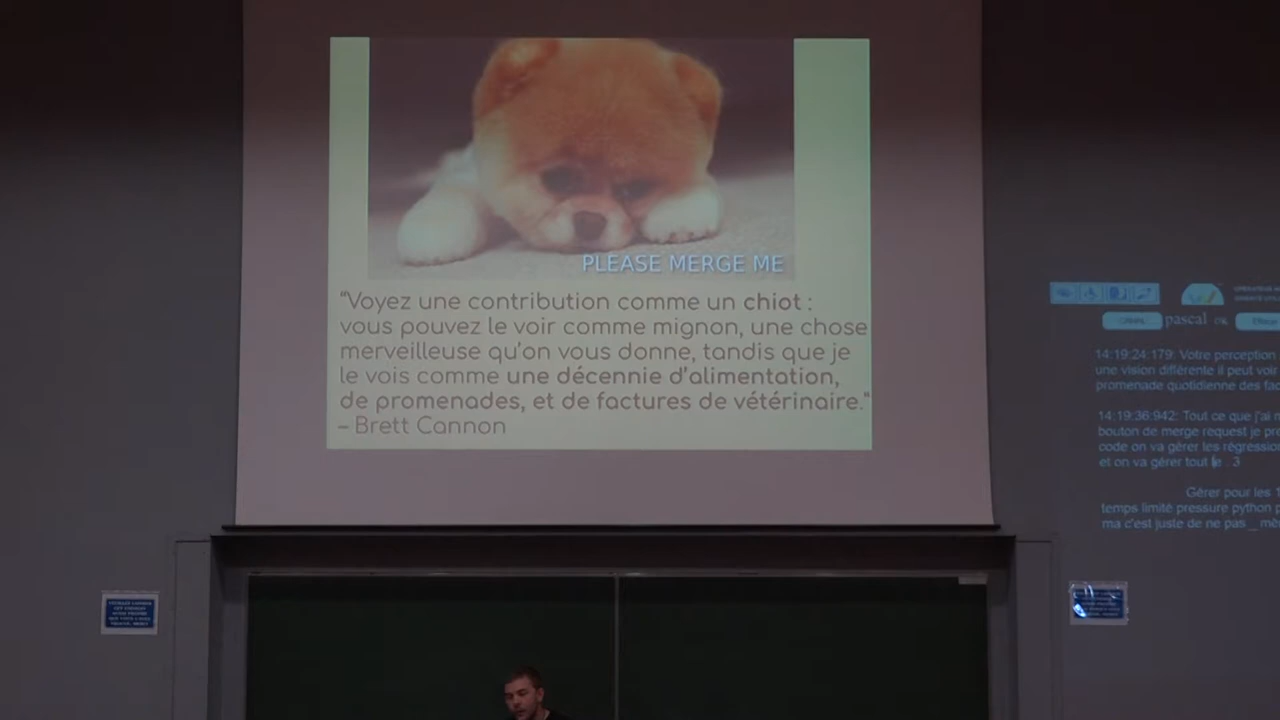 PLEASE MERGE ME
“Voyez une contribution comme un chiot :
vous pouvez le voir comme mignon, une chose
merveilleuse qu'on vous donne, tandis que je
le vois comme une décennie d'alimentation,
de promenades, et de factures de vétérinaire.“
– Brett Cannon
pascal OK
14:19:24:179: Votre perception
une vision différente il peut voir
promenade quotidienne des fac
14:19:36:942: Tout ce que j'ai
bouton de merge request je
code on va gérer les régression
et on va gérer tout le . 3
Gérer pour les
temps limité pressure python
ma c'est juste de ne pas _ mê